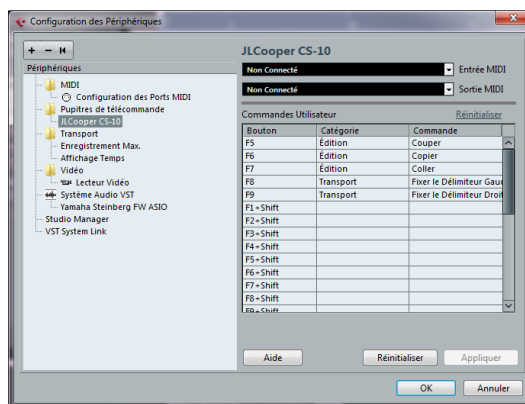 Configuration des Périphériques
JLCooper CS-10
Périphériques
MIDI
Configuration des Ports MIDI
Pupitres de télécommande
JLCooper CS-10
Transport
Enregistrement Max.
Affichage Temps
Vidéo
Lecteur Vidéo
Système Audio VST
Yamaha Steinberg FW ASIO
Studio Manager
VST System Link
Non Connecté Entrée MIDI
Non Connecté Sortie MIDI
Commandes Utilisateur Réinitialiser
Bouton Catégorie Commande
F5 Édition Couper
F6 Édition Copier
F7 Édition Coller
F8 Transport Fixer le Délimiteur Gauc
F9 Transport Fixer le Délimiteur Droit
F1+Shift
F2+Shift
F3+Shift
F4+Shift
F5+Shift
F6+Shift
F7+Shift
F8+Shift
F9+Shift
Aide Réinitialiser Appliquer
OK Annuler